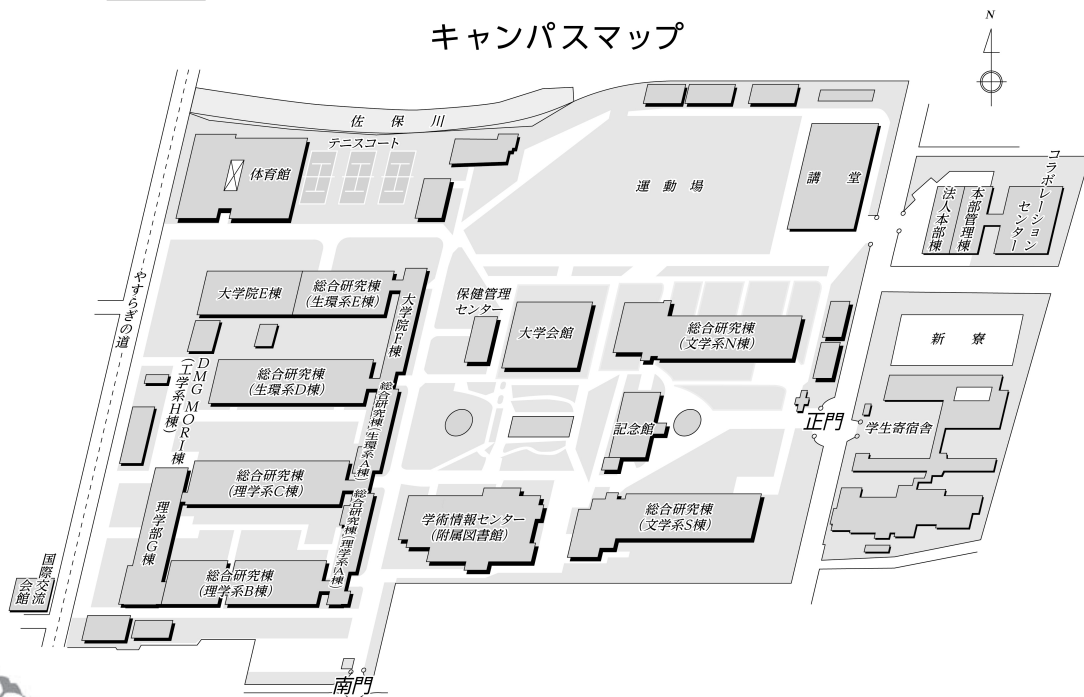 キャンパスマップ
N
佐保川
テニスコート
体育館
運動場
講堂
コラボレーション
センター
本部管理棟
法人本部棟
やすらぎの道
大学院E棟
総合研究棟
(生環系E棟)
大学院F棟
保健管理
センター
大学会館
総合研究棟
(文学系N棟)
新寮
DMG MORI棟
(工学系H棟)
総合研究棟
(生環系D棟)
総合研究棟(生環系A棟)
記念館
正門
学生寄宿舎
総合研究棟
(理学系C棟)
理学部G棟
総合研究棟(理学系A棟)
学術情報センター
(附属図書館)
総合研究棟
(文学系S棟)
国際交流
会館
総合研究棟
(理学系B棟)
南門